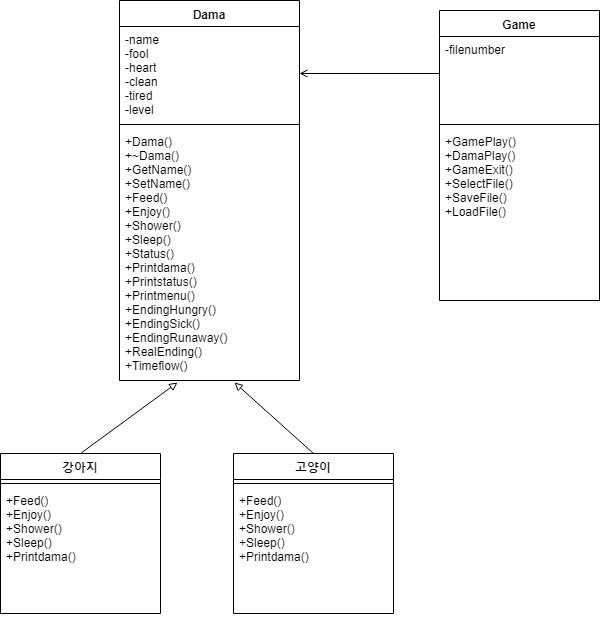 Dama
-name
-fool
-heart
-clean
-tired
-level
+Dama()
+~Dama()
+GetName()
+SetName()
+Feed()
+Enjoy()
+Shower()
+Sleep()
+Status()
+Printdama()
+Printstatus()
+Printmenu()
+EndingHungry()
+EndingSick()
+EndingRunaway()
+RealEnding()
+Timeflow()
Game
-filenumber
+GamePlay()
+DamaPlay()
+GameExit()
+SelectFile()
+SaveFile()
+LoadFile()
강아지
+Feed()
+Enjoy()
+Shower()
+Sleep()
+Printdama()
고양이
+Feed()
+Enjoy()
+Shower()
+Sleep()
+Printdama()